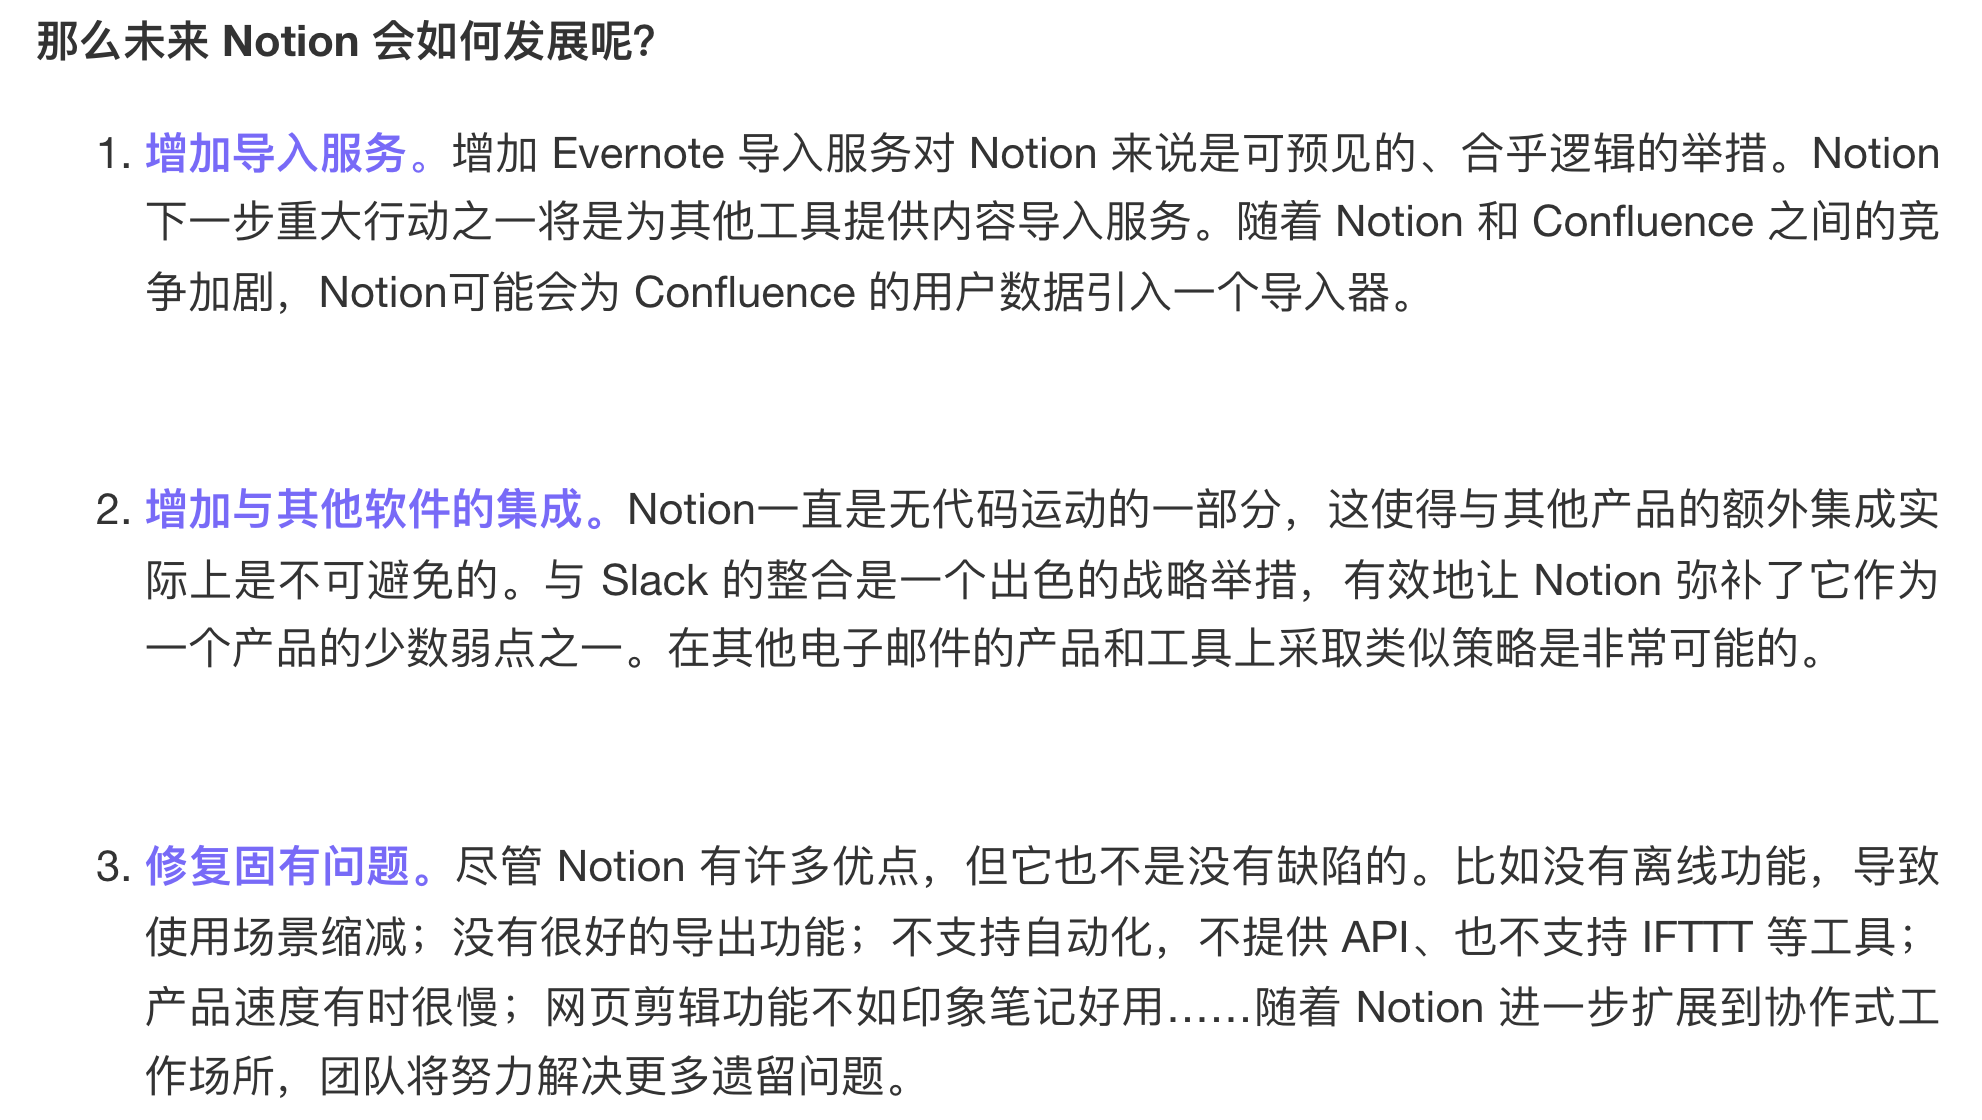 那么未来 Notion 会如何发展呢？
1. 增加导入服务。增加 Evernote 导入服务对 Notion 来说是可预见的、合乎逻辑的举措。Notion
下一步重大行动之一将是为其他工具提供内容导入服务。随着 Notion 和 Confluence 之间的竞
争加剧，Notion可能会为 Confluence 的用户数据引入一个导入器。
2. 增加与其他软件的集成。Notion一直是无代码运动的一部分，这使得与其他产品的额外集成实
际上是不可避免的。与 Slack 的整合是一个出色的战略举措，有效地让 Notion 弥补了它作为
一个产品的少数弱点之一。在其他电子邮件的产品和工具上采取类似策略是非常可能的。
3. 修复固有问题。尽管 Notion 有许多优点，但它也不是没有缺陷的。比如没有离线功能，导致
使用场景缩减；没有很好的导出功能；不支持自动化，不提供 API、也不支持 IFTTT 等工具；
产品速度有时很慢；网页剪辑功能不如印象笔记好用……随着 Notion 进一步扩展到协作式工
作场所，团队将努力解决更多遗留问题。